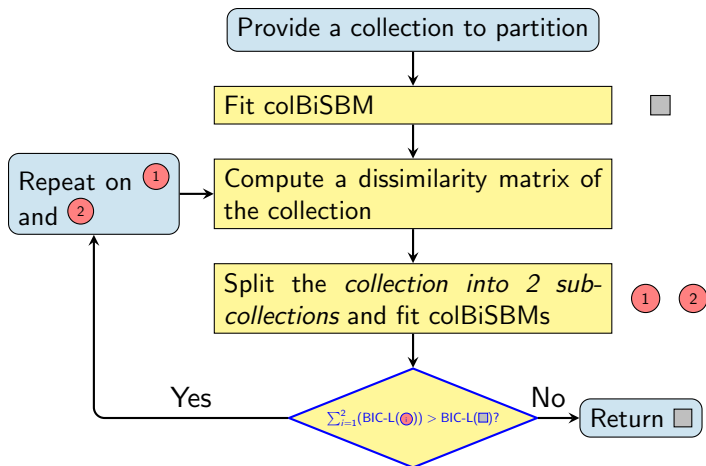 Provide a collection to partition
Fit colBiSBM
Repeat on 1
and 2
Compute a dissimilarity matrix of
the collection
Split the collection into 2 sub-
collections and fit colBiSBMs
1 2
Yes
No
∑²ᵢ₌₁(BIC-L(i)) > BIC-L(■)?
Return